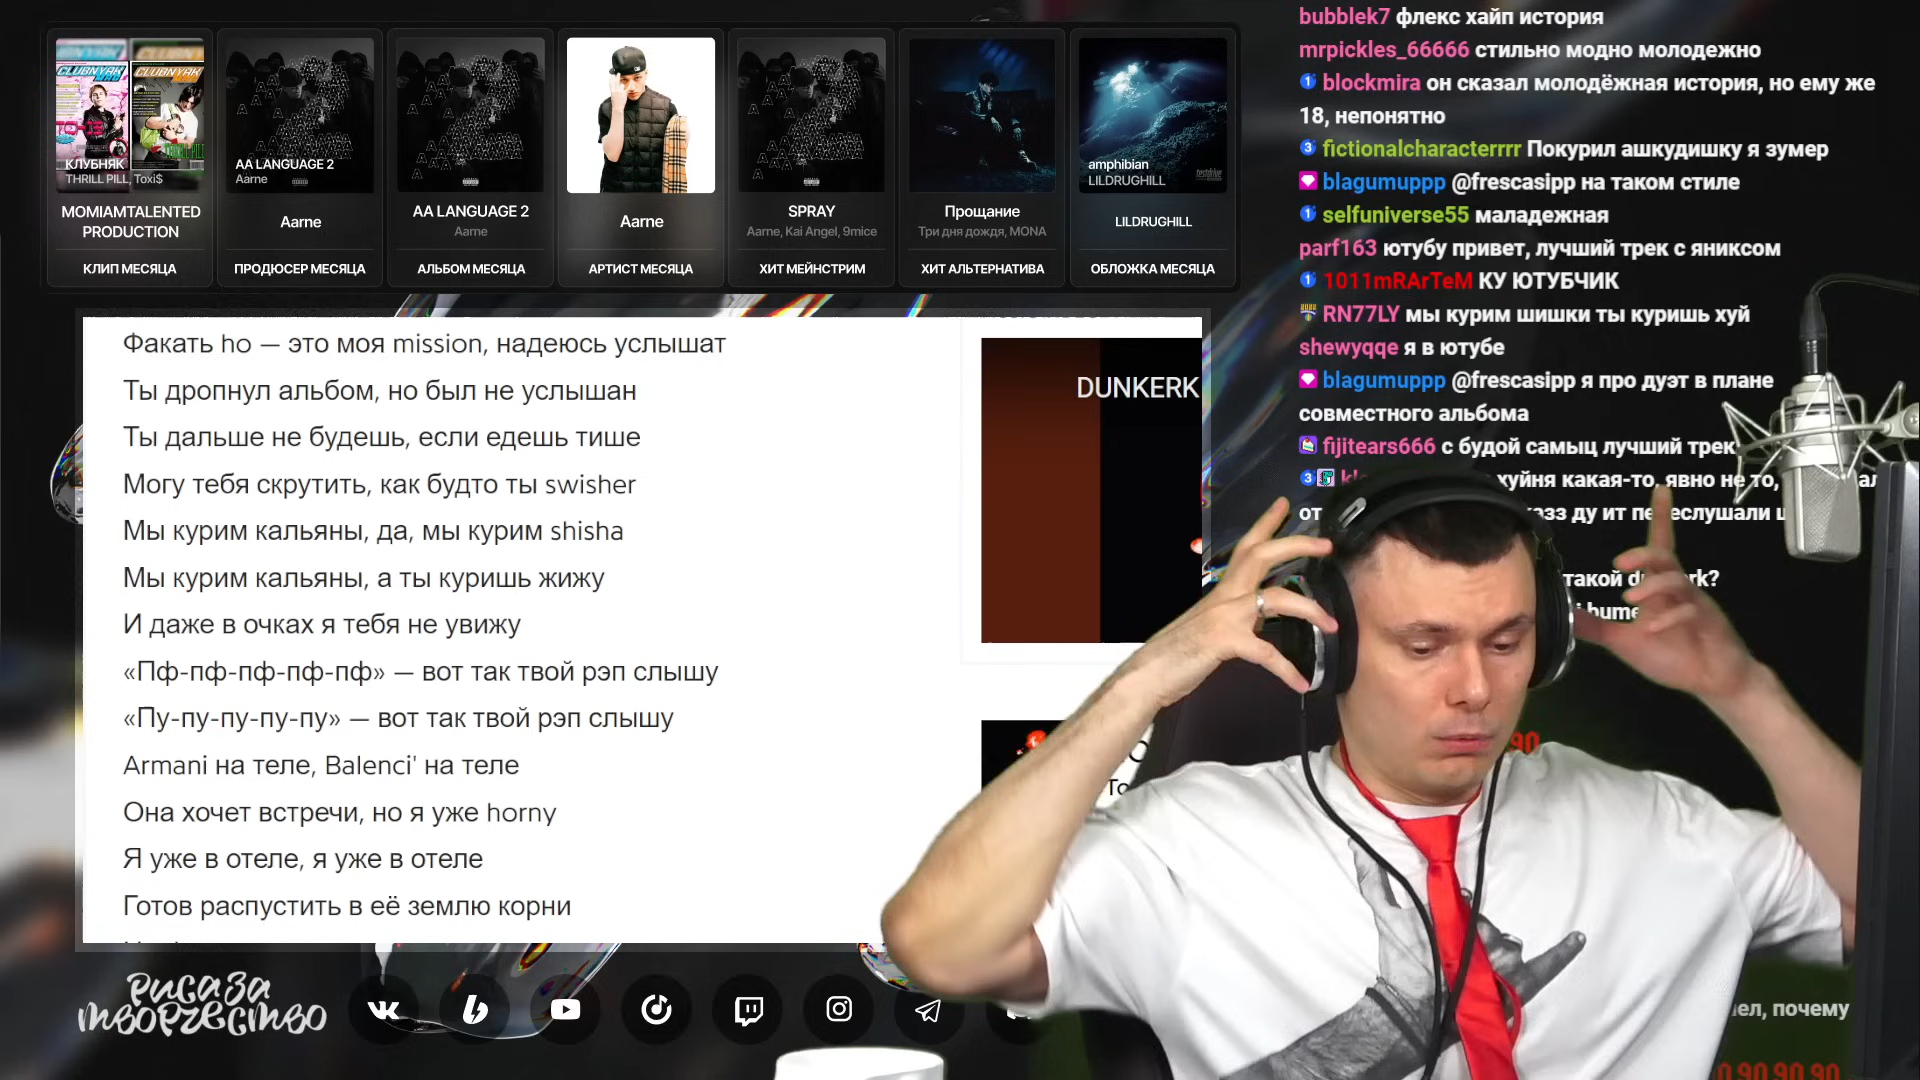 CLUBNYAK
CLUBNYAK
КЛУБНЯК
THRILL PILL, Toxi$
MOMIAMTALENTED
PRODUCTION
КЛИП МЕСЯЦА
AA LANGUAGE 2
Aarne
Aarne
ПРОДЮСЕР МЕСЯЦА
AA LANGUAGE 2
Aarne
АЛЬБОМ МЕСЯЦА
Aarne
АРТИСТ МЕСЯЦА
SPRAY
Aarne, Kai Angel, 9mice
ХИТ МЕЙНСТРИМ
Прощание
Три дня дождя, MONA
ХИТ АЛЬТЕРНАТИВА
amphibian
LILDRUGHILL
LILDRUGHILL
ОБЛОЖКА МЕСЯЦА
Факать ho — это моя mission, надеюсь услышат
Ты дропнул альбом, но был не услышан
Ты дальше не будешь, если едешь тише
Могу тебя скрутить, как будто ты swisher
Мы курим кальяны, да, мы курим shisha
Мы курим кальяны, а ты куришь жижу
И даже в очках я тебя не увижу
«Пф-пф-пф-пф-пф» — вот так твой рэп слышу
«Пу-пу-пу-пу-пу» — вот так твой рэп слышу
Armani на теле, Balenci' на теле
Она хочет встречи, но я уже horny
Я уже в отеле, я уже в отеле
Готов распустить в её землю корни
DUNKERK
bubblek7 флекс хайп история
mrpickles_66666 стильно модно молодежно
blockmira он сказал молодёжная история, но ему же
18, непонятно
fictionalcharacterrrr Покурил ашкудишку я зумер
blagumuppp @frescasipp на таком стиле
selfuniverse55 маладежная
parf163 ютубу привет, лучший трек с яниксом
1011mRArTeM КУ ЮТУБЧИК
RN77LY мы курим шишки ты куришь хуй
shewyqqe я в ютубе
blagumuppp @frescasipp я про дуэт в плане
совместного альбома
fijitears666 с будой самыц лучший трек
хуйня какая-то, явно не то,
ду ит
такой
почему
90
90 90 90
РИСАЗА
ТВОРЧЕСТВО